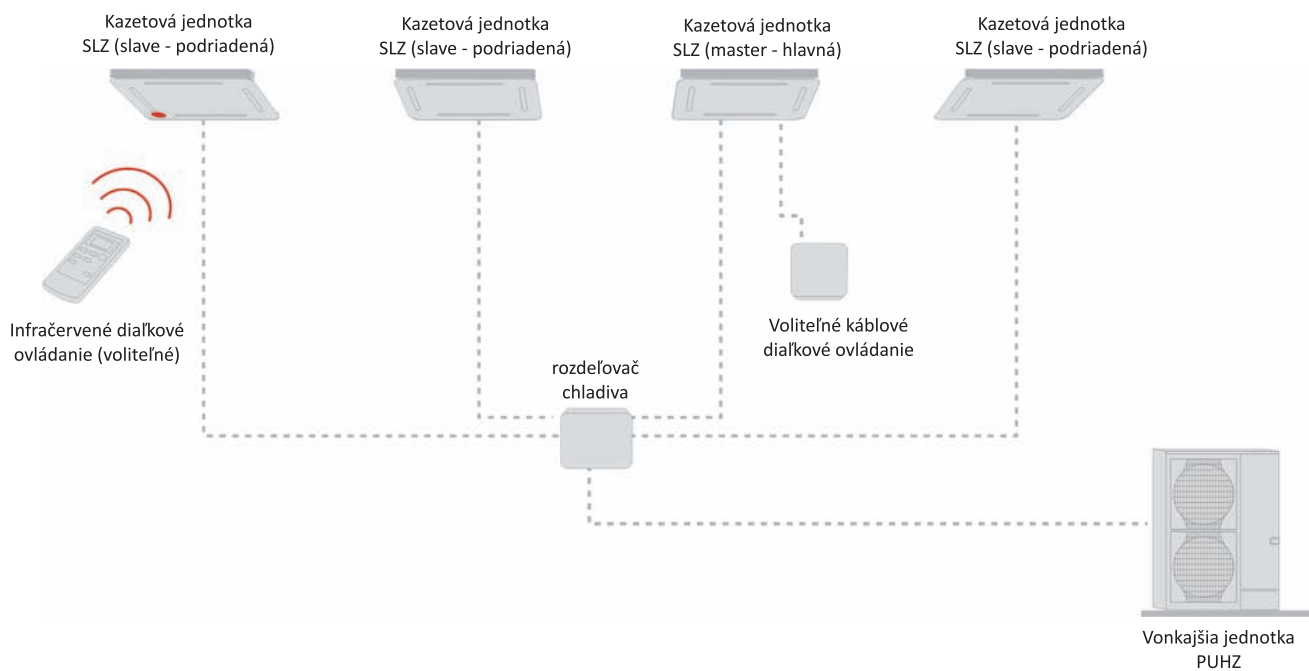 Kazetová jednotka
SLZ (slave - podriadená)
Kazetová jednotka
SLZ (slave - podriadená)
Kazetová jednotka
SLZ (master - hlavná)
Kazetová jednotka
SLZ (slave - podriadená)
Infračervené diaľkové
ovládanie (voliteľné)
Voliteľné káblové
diaľkové ovládanie
rozdeľovač
chladiva
Vonkajšia jednotka
PUHZ